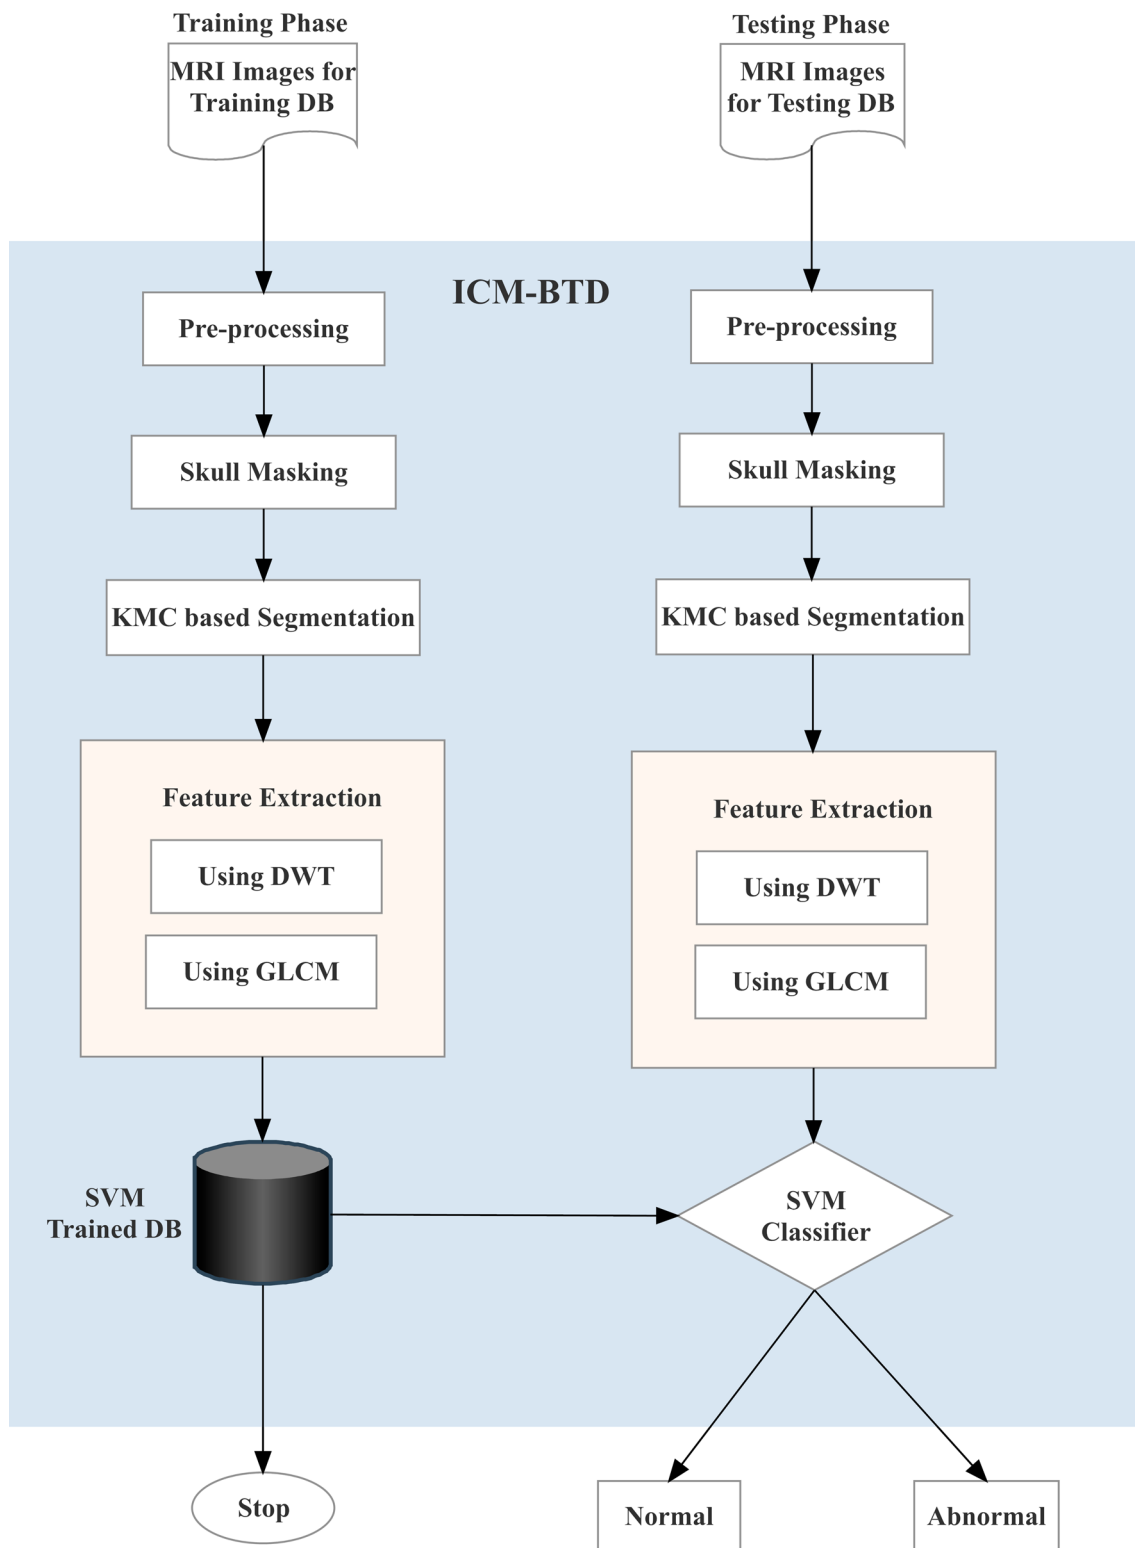 Training Phase
MRI Images for
Training DB
Testing Phase
MRI Images
for Testing DB
ICM-BTD
Pre-processing
Skull Masking
KMC based Segmentation
Feature Extraction
Using DWT
Using GLCM
SVM
Trained DB
Stop
Pre-processing
Skull Masking
KMC based Segmentation
Feature Extraction
Using DWT
Using GLCM
SVM
Classifier
Normal
Abnormal